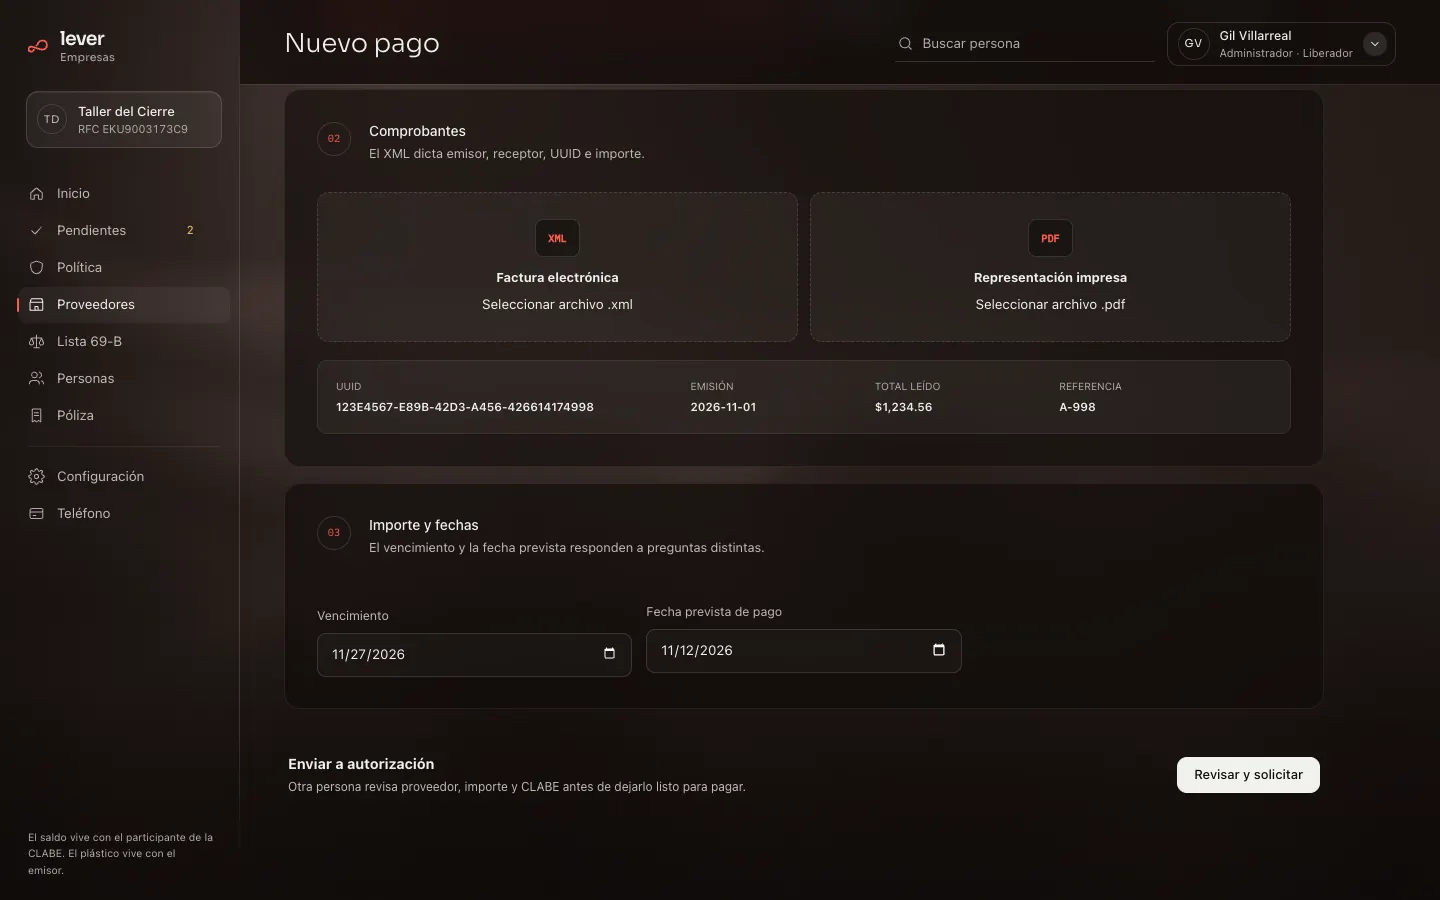 lever
Empresas
TD
Taller del Cierre
RFC EKU9003173C9
Inicio
Pendientes 2
Política
Proveedores
Lista 69-B
Personas
Póliza
Configuración
Teléfono
El saldo vive con el participante de la
CLABE. El plástico vive con el
emisor.
Nuevo pago
Buscar persona
GV
Gil Villarreal
Administrador · Liberador
02
Comprobantes
El XML dicta emisor, receptor, UUID e importe.
XML
Factura electrónica
Seleccionar archivo .xml
PDF
Representación impresa
Seleccionar archivo .pdf
UUID EMISIÓN TOTAL LEÍDO REFERENCIA
123E4567-E89B-42D3-A456-426614174998 2026-11-01 $1,234.56 A-998
03
Importe y fechas
El vencimiento y la fecha prevista responden a preguntas distintas.
Vencimiento
11/27/2026
Fecha prevista de pago
11/12/2026
Enviar a autorización
Otra persona revisa proveedor, importe y CLABE antes de dejarlo listo para pagar.
Revisar y solicitar